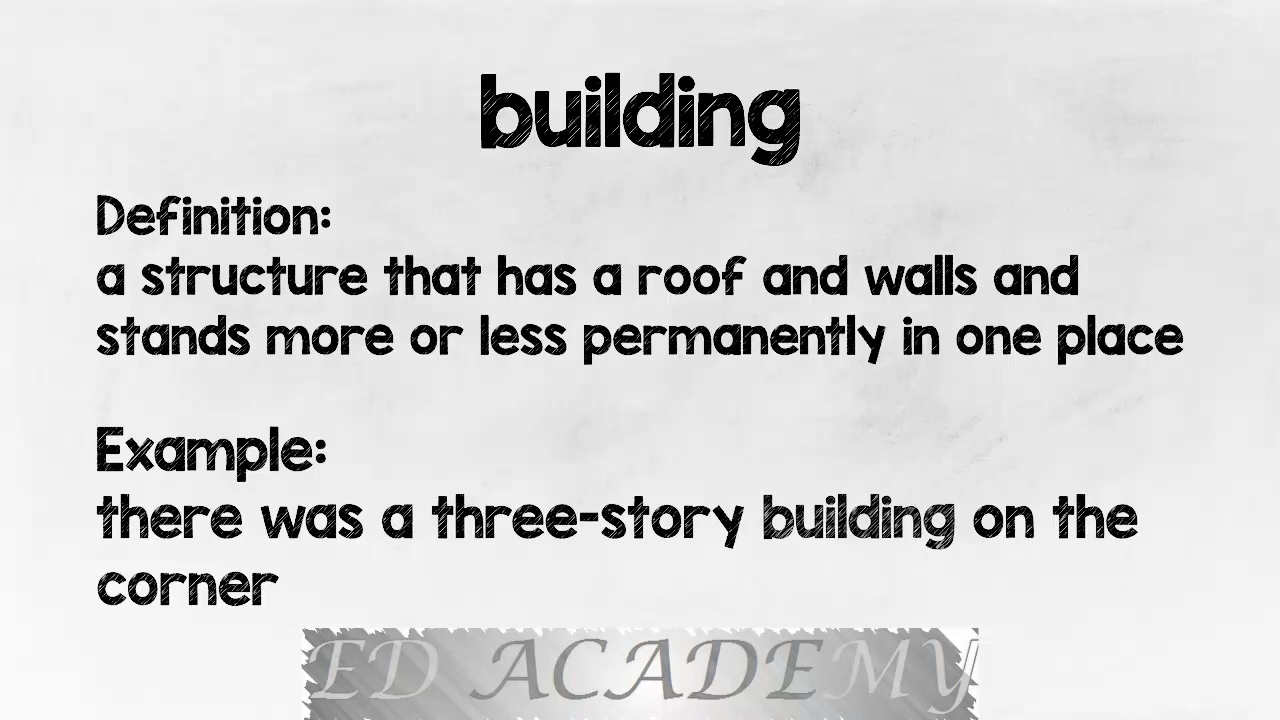 building
Definition:
a structure that has a roof and walls and
stands more or less permanently in one place
Example:
there was a three-story building on the
corner
ED ACADEMY